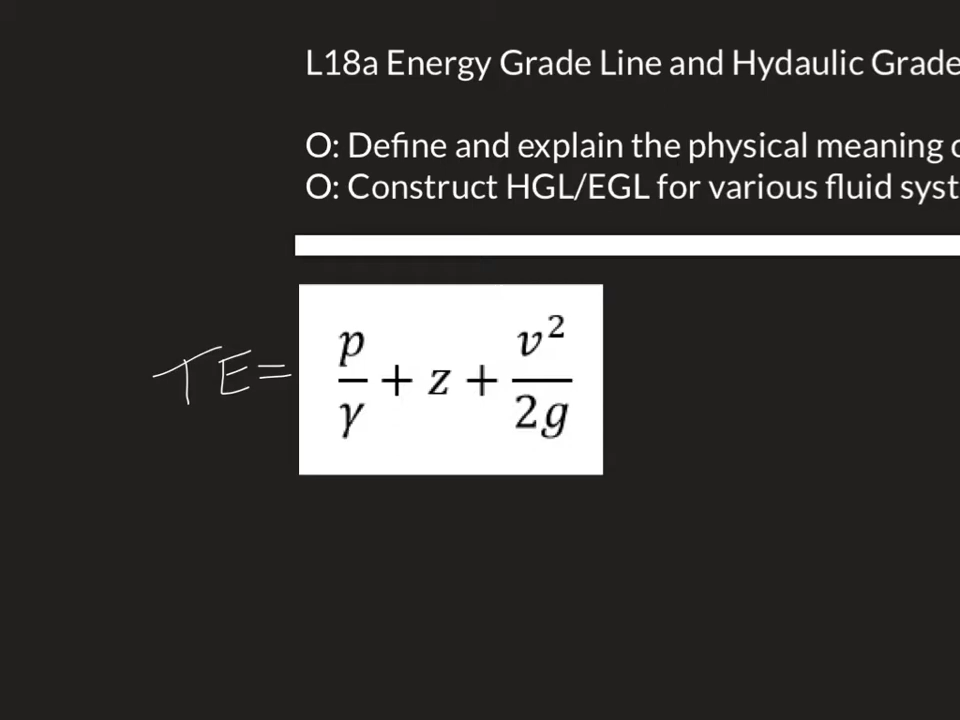 L18a Energy Grade Line and Hydaulic Grade
O: Define and explain the physical meaning
O: Construct HGL/EGL for various fluid syst
TE= p/γ + z + v²/2g